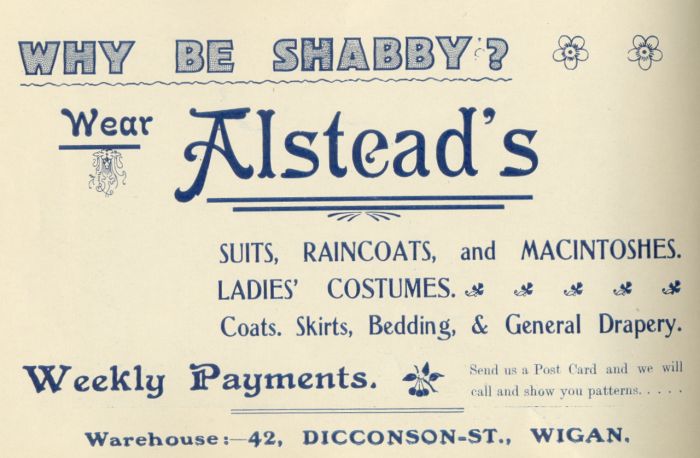 WHY BE SHABBY?
Wear Alstead's
SUITS, RAINCOATS, and MACINTOSHES.
LADIES' COSTUMES.
Coats. Skirts, Bedding, & General Drapery.
Weekly Payments.
Send us a Post Card and we will
call and show you patterns.....
Warehouse:—42, DICCONSON-ST., WIGAN.